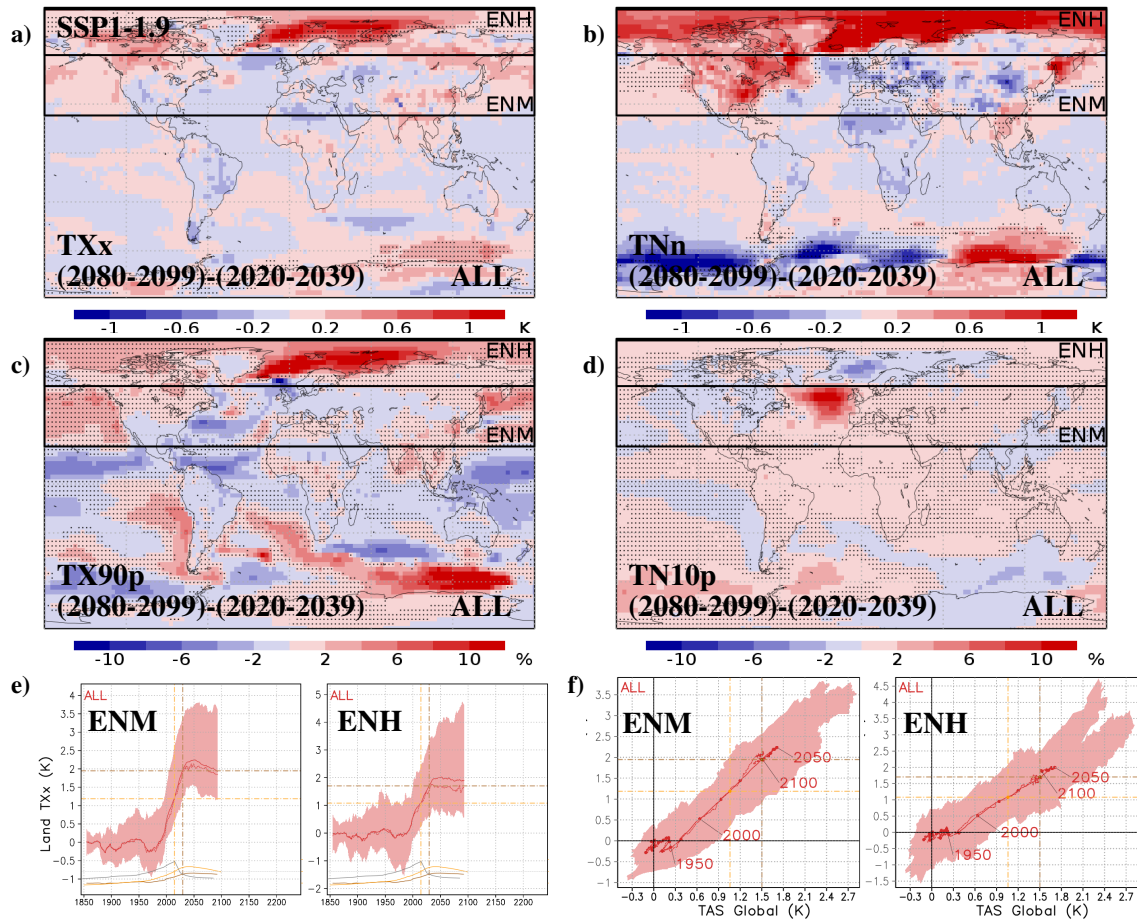 a) SSP1-1.9 ENH
ENM
TXx
(2080-2099)-(2020-2039) ALL
-1 -0.6 -0.2 0.2 0.6 1 K
b) ENH
ENM
TNn
(2080-2099)-(2020-2039) ALL
-1 -0.6 -0.2 0.2 0.6 1 K
c) ENH
ENM
TX90p
(2080-2099)-(2020-2039) ALL
-10 -6 -2 2 6 10 %
d) ENH
ENM
TN10p
(2080-2099)-(2020-2039) ALL
-10 -6 -2 2 6 10 %
e)
ALL
ENM
Land TXx (K)
4
3.5
3
2.5
2
1.5
1
0.5
0
-0.5
-1
1850 1900 1950 2000 2050 2100 2150 2200
ALL
ENH
5
4
3
2
1
0
-1
-2
1850 1900 1950 2000 2050 2100 2150 2200
f)
ALL
ENM
3.5
3
2.5
2
1.5
1
0.5
0
-0.5
-1
2050
2100
2000
1950
-0.3 0 0.3 0.6 0.9 1.2 1.5 1.8 2.1 2.4 2.7
TAS Global (K)
ALL
ENH
4.5
4
3.5
3
2.5
2
1.5
1
0.5
0
-0.5
-1
-1.5
2050
2100
2000
1950
-0.3 0 0.3 0.6 0.9 1.2 1.5 1.8 2.1 2.4 2.7
TAS Global (K)